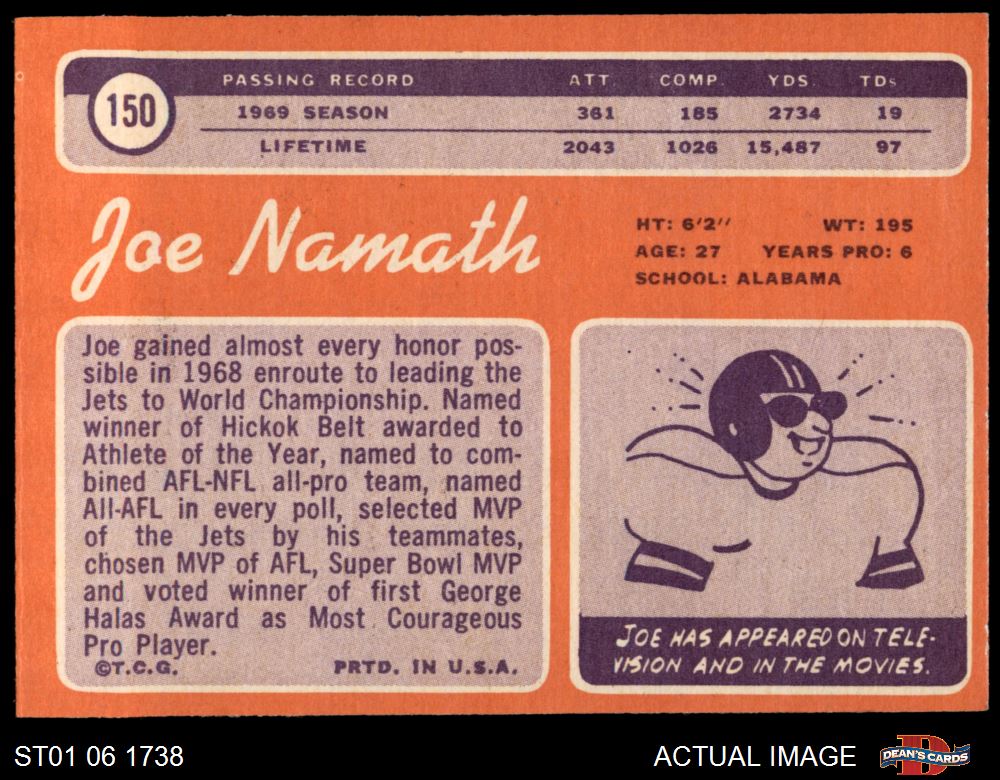 150
PASSING RECORD ATT. COMP. YDS TDs
1969 SEASON 361 185 2734 19
LIFETIME 2043 1026 15,487 97
Joe Namath
HT: 6'2'' WT: 195
AGE: 27 YEARS PRO: 6
SCHOOL: ALABAMA
Joe gained almost every honor pos-
sible in 1968 enroute to leading the
Jets to World Championship. Named
winner of Hickok Belt awarded to
Athlete of the Year, named to com-
bined AFL-NFL all-pro team, named
All-AFL in every poll, selected MVP
of the Jets by his teammates,
chosen MVP of AFL, Super Bowl MVP
and voted winner of first George
Halas Award as Most Courageous
Pro Player.
©T.C.G. PRTD. IN U.S.A.
JOE HAS APPEARED ON TELE-
VISION AND IN THE MOVIES.
ST01 06 1738 ACTUAL IMAGE
D
DEAN'S CARDS